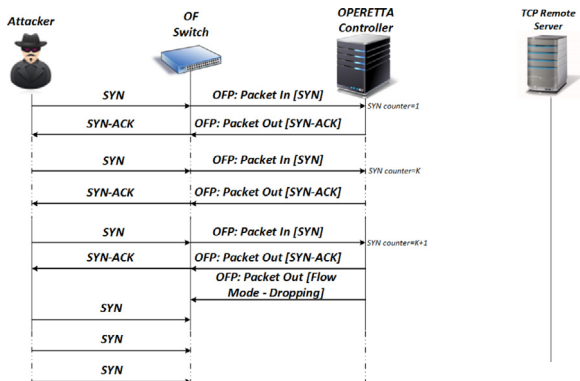 Attacker
OF
Switch
OPERETTA
Controller
TCP Remote
Server
SYN
OFP: Packet In [SYN]
SYN counter=1
SYN-ACK
OFP: Packet Out [SYN-ACK]
SYN
OFP: Packet In [SYN]
SYN counter=K
SYN-ACK
OFP: Packet Out [SYN-ACK]
SYN
OFP: Packet In [SYN]
SYN counter=K+1
SYN-ACK
OFP: Packet Out [SYN-ACK]
OFP: Packet Out [Flow
Mode - Dropping]
SYN
SYN
SYN